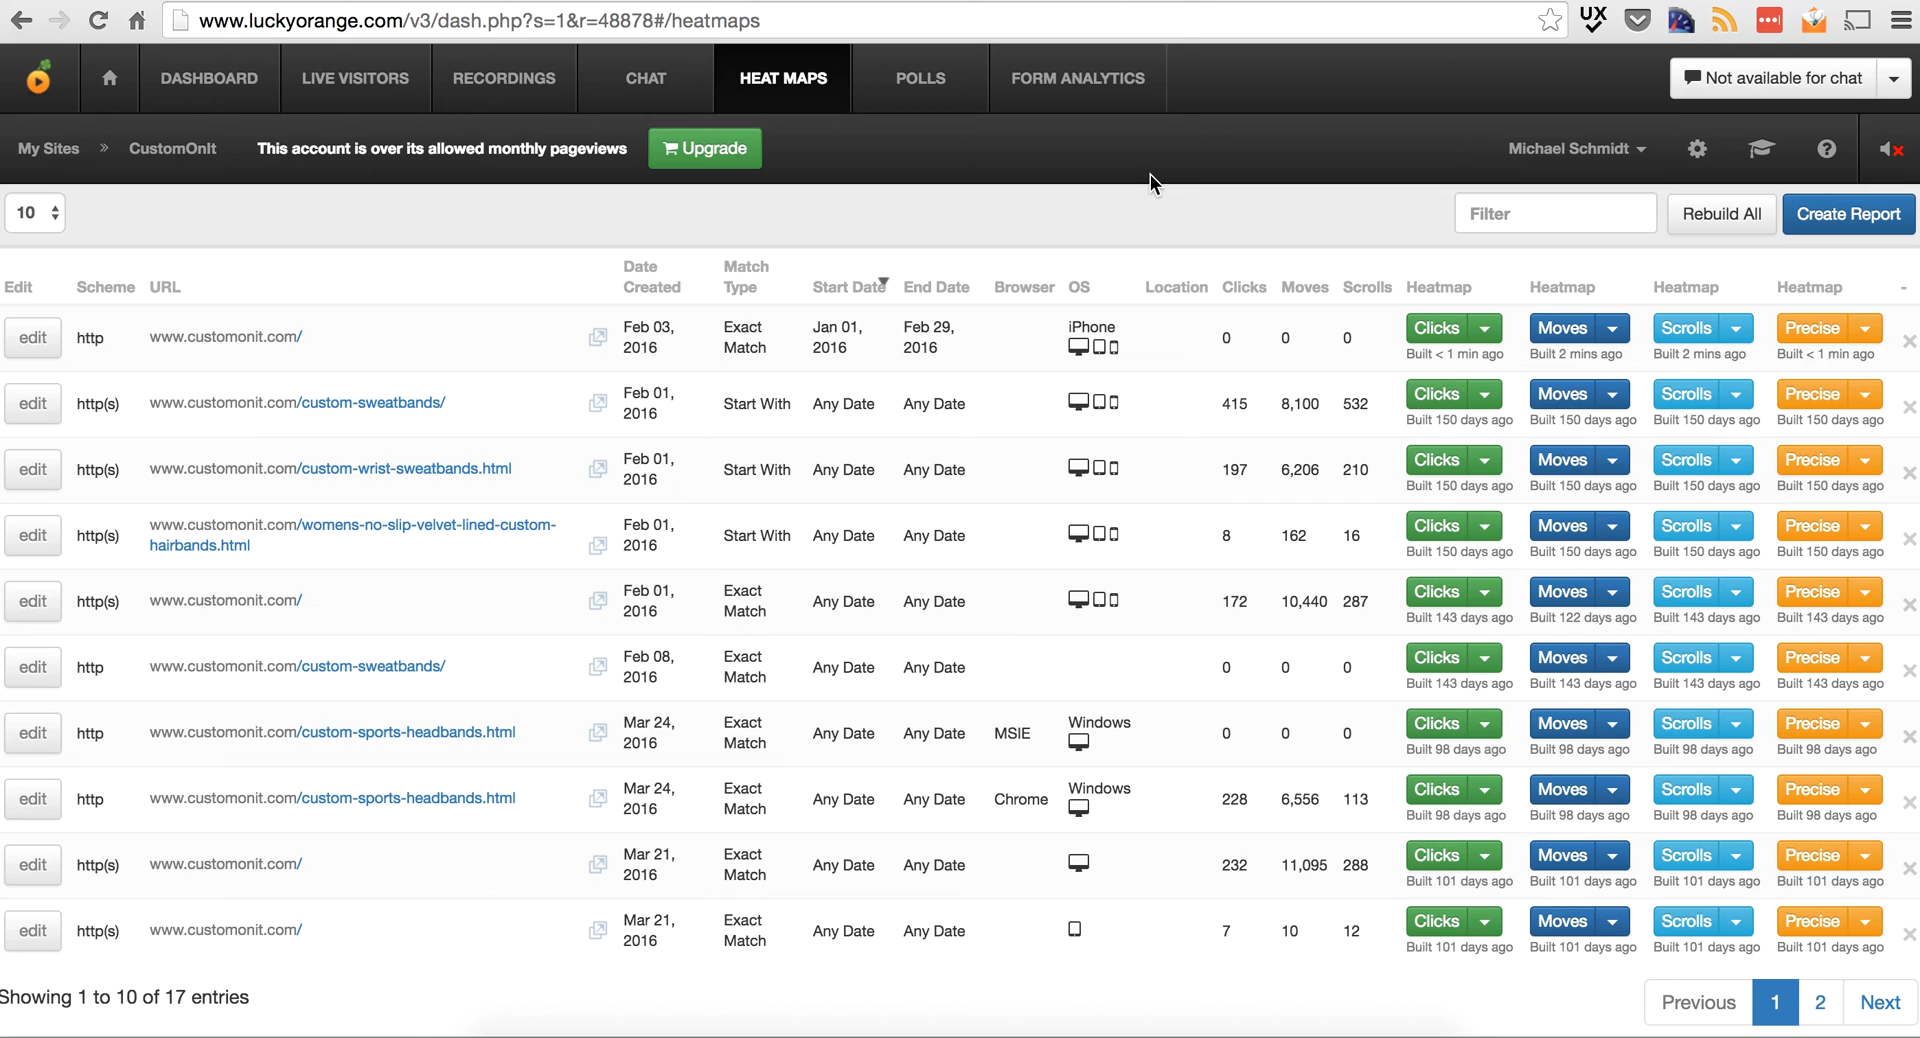 www.luckyorange.com/v3/dash.php?s=1&r=48878#/heatmaps
UX
DASHBOARD LIVE VISITORS RECORDINGS CHAT HEAT MAPS POLLS FORM ANALYTICS Not available for chat
My Sites » CustomOnIt This account is over its allowed monthly pageviews Upgrade Michael Schmidt
10 Filter Rebuild All Create Report
Edit Scheme URL Date Created Match Type Start Date End Date Browser OS Location Clicks Moves Scrolls Heatmap Heatmap Heatmap Heatmap -
edit http www.customonit.com/ Feb 03, 2016 Exact Match Jan 01, 2016 Feb 29, 2016 iPhone 0 0 0 Clicks Moves Scrolls Precise
Built < 1 min ago Built 2 mins ago Built 2 mins ago Built < 1 min ago
edit http(s) www.customonit.com/custom-sweatbands/ Feb 01, 2016 Start With Any Date Any Date 415 8,100 532 Clicks Moves Scrolls Precise
Built 150 days ago Built 150 days ago Built 150 days ago Built 150 days ago
edit http(s) www.customonit.com/custom-wrist-sweatbands.html Feb 01, 2016 Start With Any Date Any Date 197 6,206 210 Clicks Moves Scrolls Precise
Built 150 days ago Built 150 days ago Built 150 days ago Built 150 days ago
edit http(s) www.customonit.com/womens-no-slip-velvet-lined-custom-hairbands.html Feb 01, 2016 Start With Any Date Any Date 8 162 16 Clicks Moves Scrolls Precise
Built 150 days ago Built 150 days ago Built 150 days ago Built 150 days ago
edit http(s) www.customonit.com/ Feb 01, 2016 Exact Match Any Date Any Date 172 10,440 287 Clicks Moves Scrolls Precise
Built 143 days ago Built 122 days ago Built 143 days ago Built 143 days ago
edit http www.customonit.com/custom-sweatbands/ Feb 08, 2016 Exact Match Any Date Any Date 0 0 0 Clicks Moves Scrolls Precise
Built 143 days ago Built 143 days ago Built 143 days ago Built 143 days ago
edit http www.customonit.com/custom-sports-headbands.html Mar 24, 2016 Exact Match Any Date Any Date MSIE Windows 0 0 0 Clicks Moves Scrolls Precise
Built 98 days ago Built 98 days ago Built 98 days ago Built 98 days ago
edit http www.customonit.com/custom-sports-headbands.html Mar 24, 2016 Exact Match Any Date Any Date Chrome Windows 228 6,556 113 Clicks Moves Scrolls Precise
Built 98 days ago Built 98 days ago Built 98 days ago Built 98 days ago
edit http(s) www.customonit.com/ Mar 21, 2016 Exact Match Any Date Any Date 232 11,095 288 Clicks Moves Scrolls Precise
Built 101 days ago Built 101 days ago Built 101 days ago Built 101 days ago
edit http(s) www.customonit.com/ Mar 21, 2016 Exact Match Any Date Any Date 7 10 12 Clicks Moves Scrolls Precise
Built 101 days ago Built 101 days ago Built 101 days ago Built 101 days ago
Showing 1 to 10 of 17 entries Previous 1 2 Next